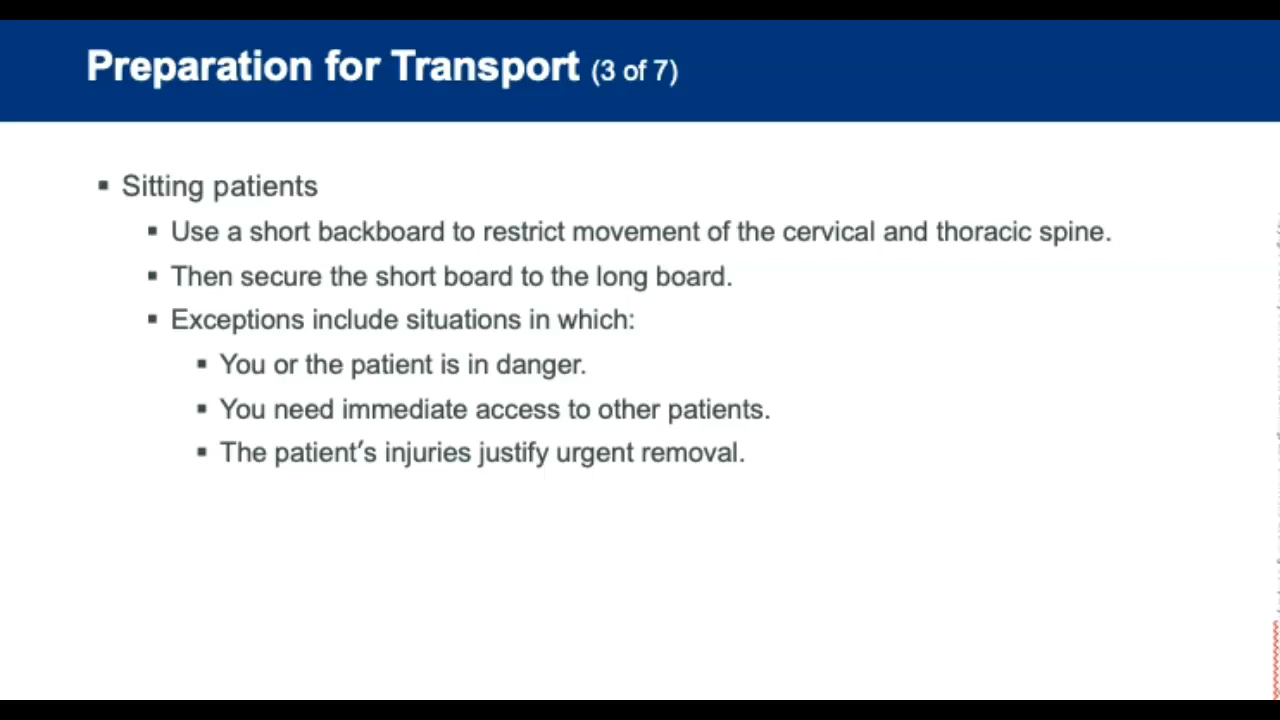 Preparation for Transport (3 of 7)
▪ Sitting patients
▪ Use a short backboard to restrict movement of the cervical and thoracic spine.
▪ Then secure the short board to the long board.
▪ Exceptions include situations in which:
▪ You or the patient is in danger.
▪ You need immediate access to other patients.
▪ The patient′s injuries justify urgent removal.